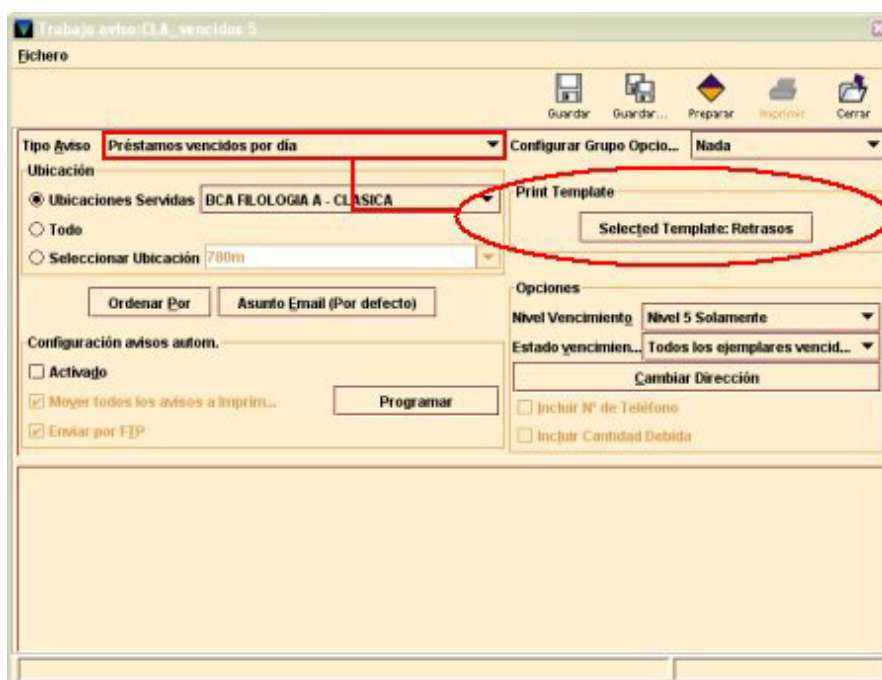 Trabajo aviso:CLA_vencidos 5
Fichero
Guardar Guardar... Preparar Imprimir Cerrar
Tipo Aviso Préstamos vencidos por día Configurar Grupo Opcio... Nada
Ubicación
Ubicaciones Servidas BCA FILOLOGIA A - CLASICA
Print Template
Selected Template: Retrasos
Todo
Seleccionar Ubicación 780m
Ordenar Por Asunto Email (Por defecto)
Opciones
Nivel Vencimiento Nivel 5 Solamente
Configuración avisos autom.
Estado vencimien... Todos los ejemplares vencid...
Activado
Cambiar Dirección
Mover todos los avisos a Imprim... Programar
Incluir Nº de Teléfono
Enviar por FTP
Incluir Cantidad Debida